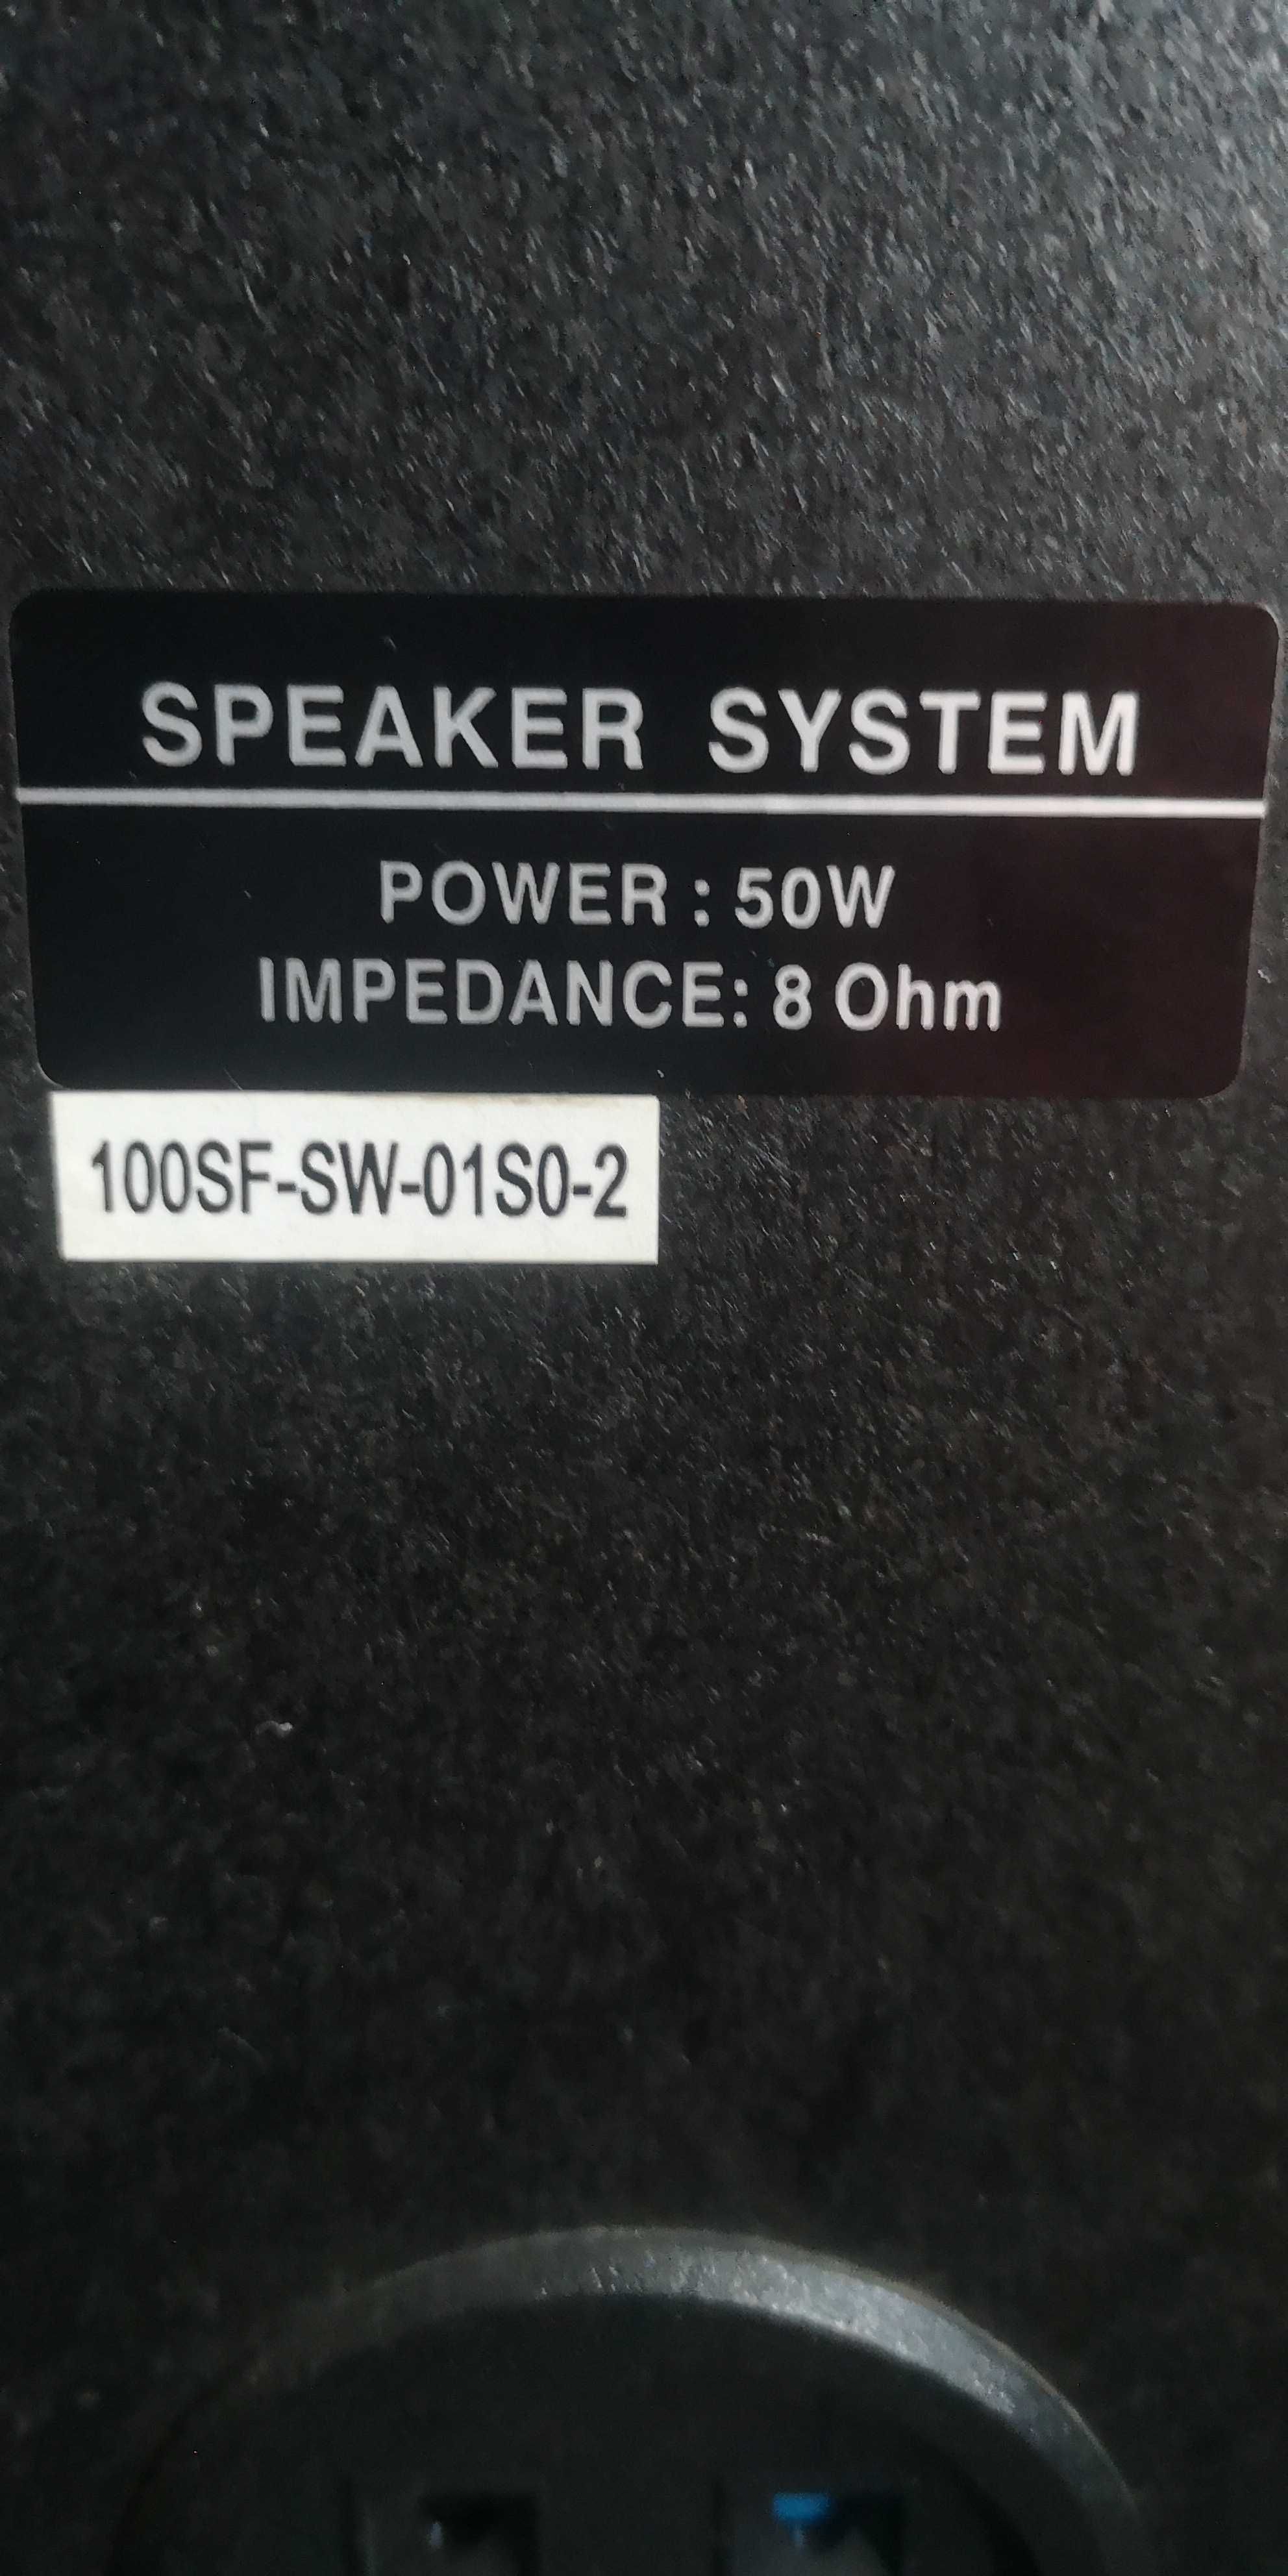 SPEAKER SYSTEM
POWER : 50W
IMPEDANCE: 8 Ohm
100SF-SW-01S0-2